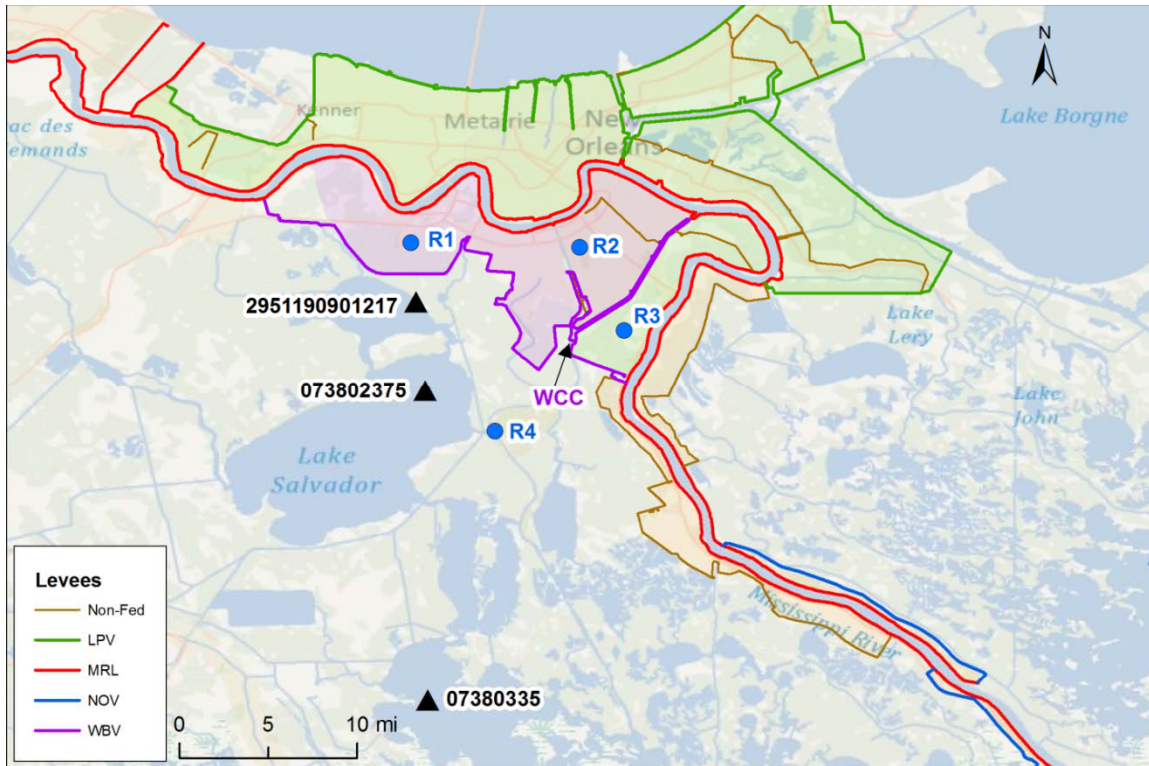 N
Lake Borgne
ac des
emands
Kenner
Metairie
New
Orleans
R1
R2
2951190901217
R3
Lake
Lery
073802375
WCC
Lake
John
R4
Lake
Salvador
Levees
Non-Fed
LPV
MRL
NOV
WBV
Mississippi River
07380335
0 5 10 mi